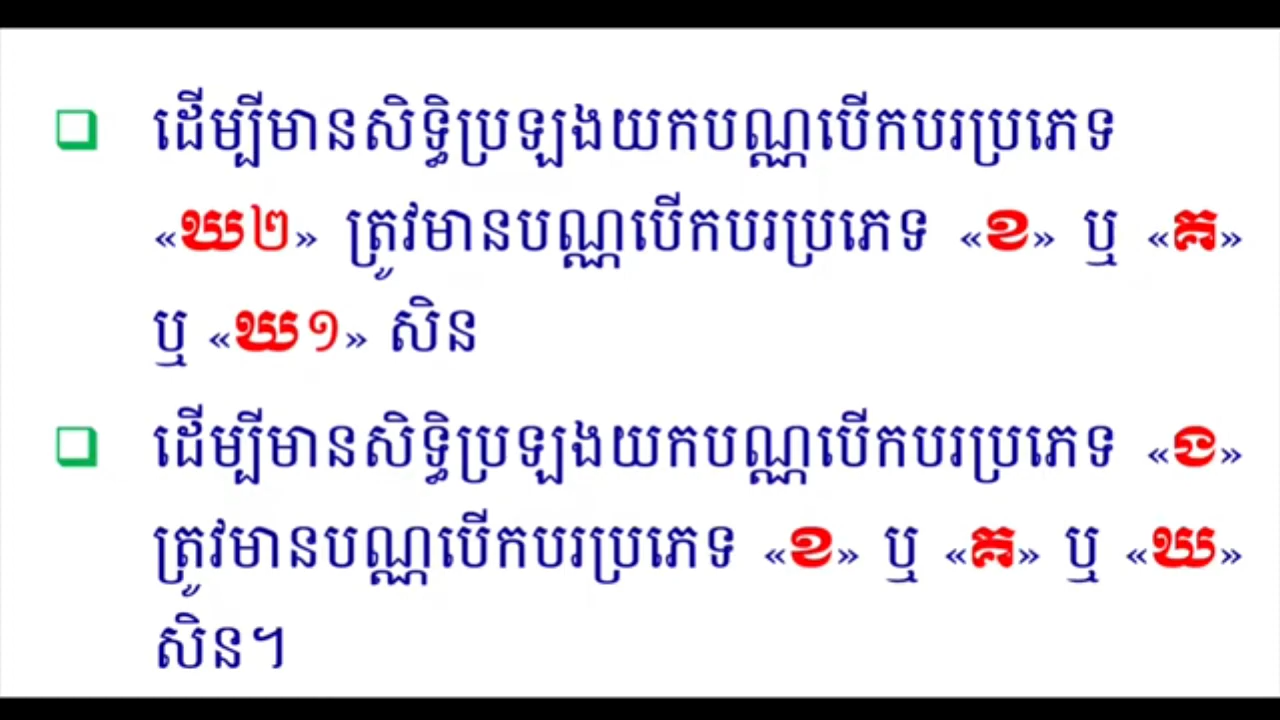 ដើម្បីមានសិទ្ធិប្រឡងយកបណ្ណបើកបរប្រភេទ
«ឃ២» ត្រូវមានបណ្ណបើកបរប្រភេទ «ខ» ឬ «គ»
ឬ «ឃ១» សិន
ដើម្បីមានសិទ្ធិប្រឡងយកបណ្ណបើកបរប្រភេទ «ង»
ត្រូវមានបណ្ណបើកបរប្រភេទ «ខ» ឬ «គ» ឬ «ឃ»
សិន។